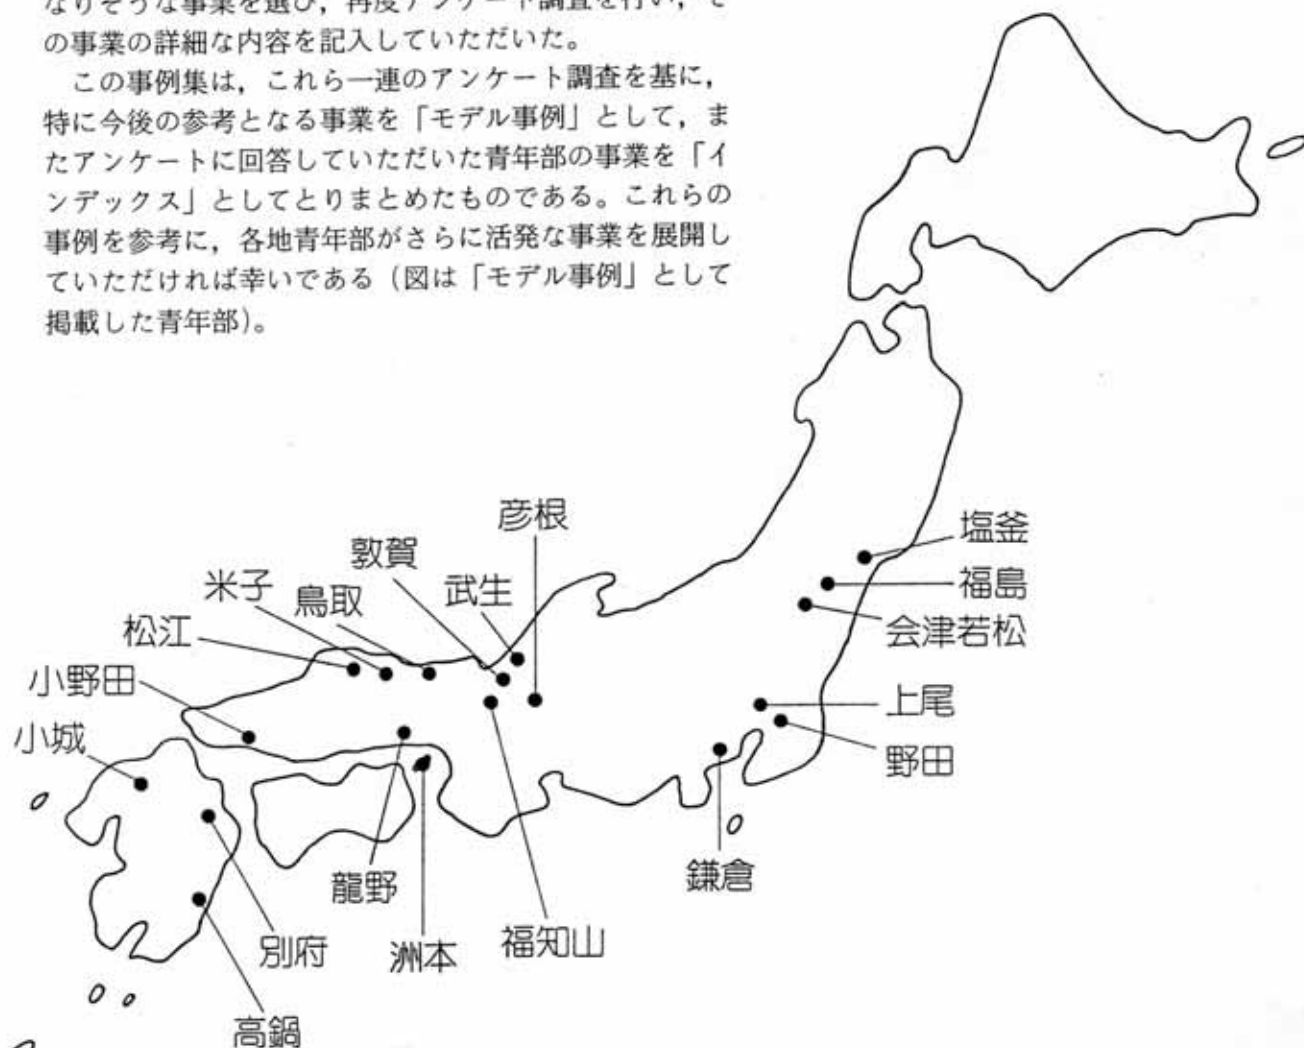 なりそうな事業を選び，再度アンケート調査を行い，そ
の事業の詳細な内容を記入していただいた。
この事例集は，これら一連のアンケート調査を基に，
特に今後の参考となる事業を「モデル事例」として，ま
たアンケートに回答していただいた青年部の事業を「イ
ンデックス」としてとりまとめたものである。これらの
事例を参考に，各地青年部がさらに活発な事業を展開し
ていただければ幸いである（図は「モデル事例」として
掲載した青年部）。
彦根
敦賀
武生
米子
鳥取
松江
小野田
小城
塩釜
福島
会津若松
上尾
野田
鎌倉
龍野
別府
洲本
福知山
高鍋